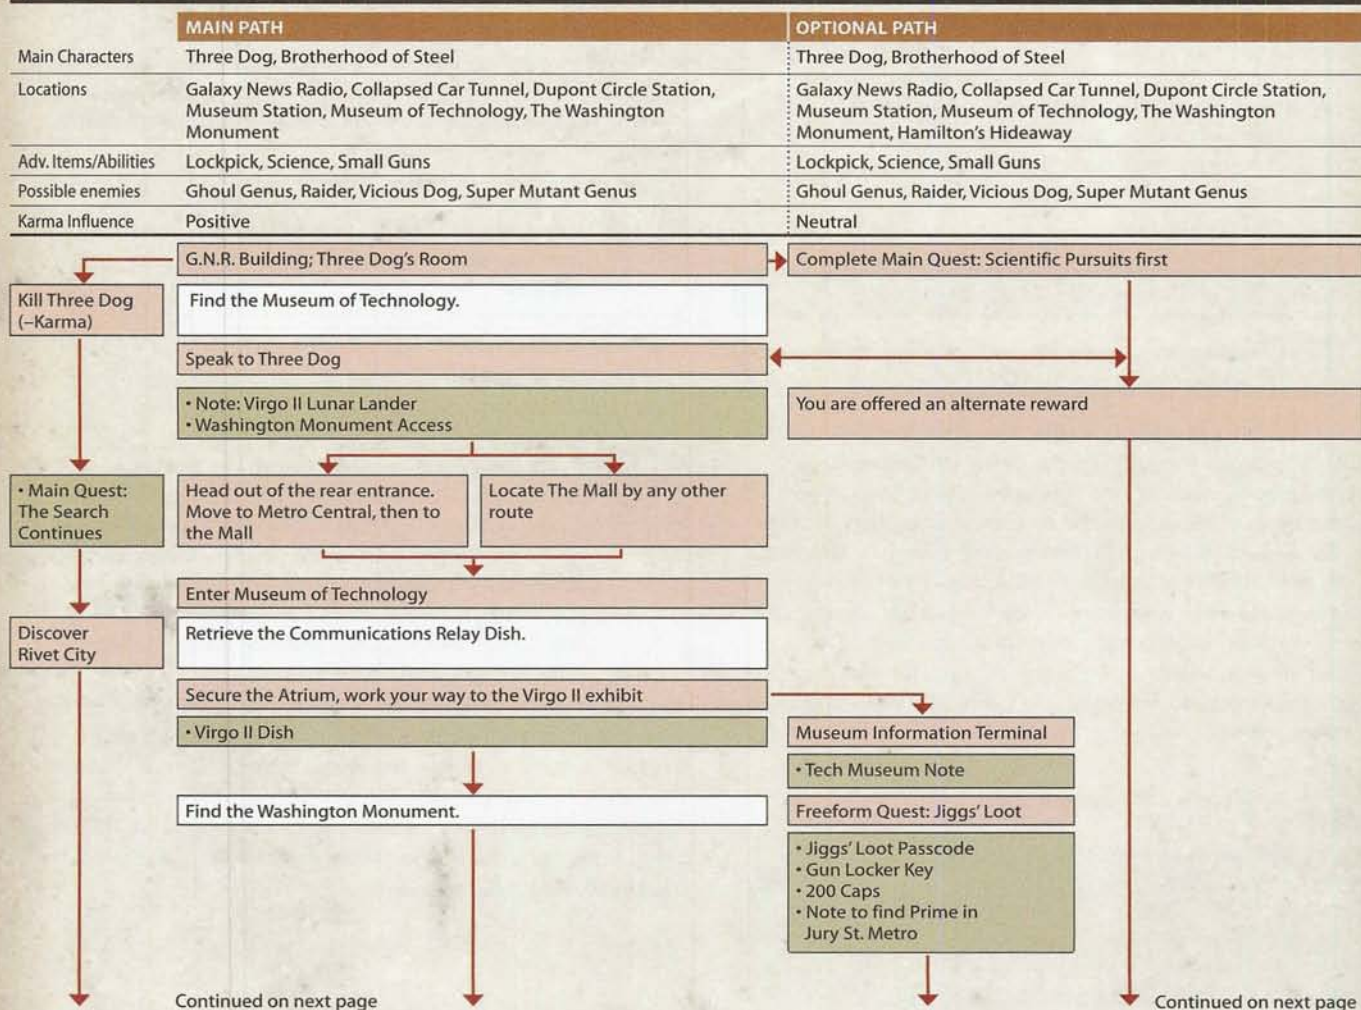 MAIN PATH
OPTIONAL PATH
Main Characters
Three Dog, Brotherhood of Steel
Three Dog, Brotherhood of Steel
Locations
Galaxy News Radio, Collapsed Car Tunnel, Dupont Circle Station,
Museum Station, Museum of Technology, The Washington
Monument
Galaxy News Radio, Collapsed Car Tunnel, Dupont Circle Station,
Museum Station, Museum of Technology, The Washington
Monument, Hamilton's Hideaway
Adv. Items/Abilities
Lockpick, Science, Small Guns
Lockpick, Science, Small Guns
Possible enemies
Ghoul Genus, Raider, Vicious Dog, Super Mutant Genus
Ghoul Genus, Raider, Vicious Dog, Super Mutant Genus
Karma Influence
Positive
Neutral
G.N.R. Building; Three Dog's Room
Complete Main Quest: Scientific Pursuits first
Kill Three Dog
(–Karma)
Find the Museum of Technology.
Speak to Three Dog
• Note: Virgo II Lunar Lander
• Washington Monument Access
You are offered an alternate reward
• Main Quest:
The Search
Continues
Head out of the rear entrance.
Move to Metro Central, then to
the Mall
Locate The Mall by any other
route
Enter Museum of Technology
Discover
Rivet City
Retrieve the Communications Relay Dish.
Secure the Atrium, work your way to the Virgo II exhibit
• Virgo II Dish
Museum Information Terminal
• Tech Museum Note
Find the Washington Monument.
Freeform Quest: Jiggs' Loot
• Jiggs' Loot Passcode
• Gun Locker Key
• 200 Caps
• Note to find Prime in
Jury St. Metro
Continued on next page
Continued on next page